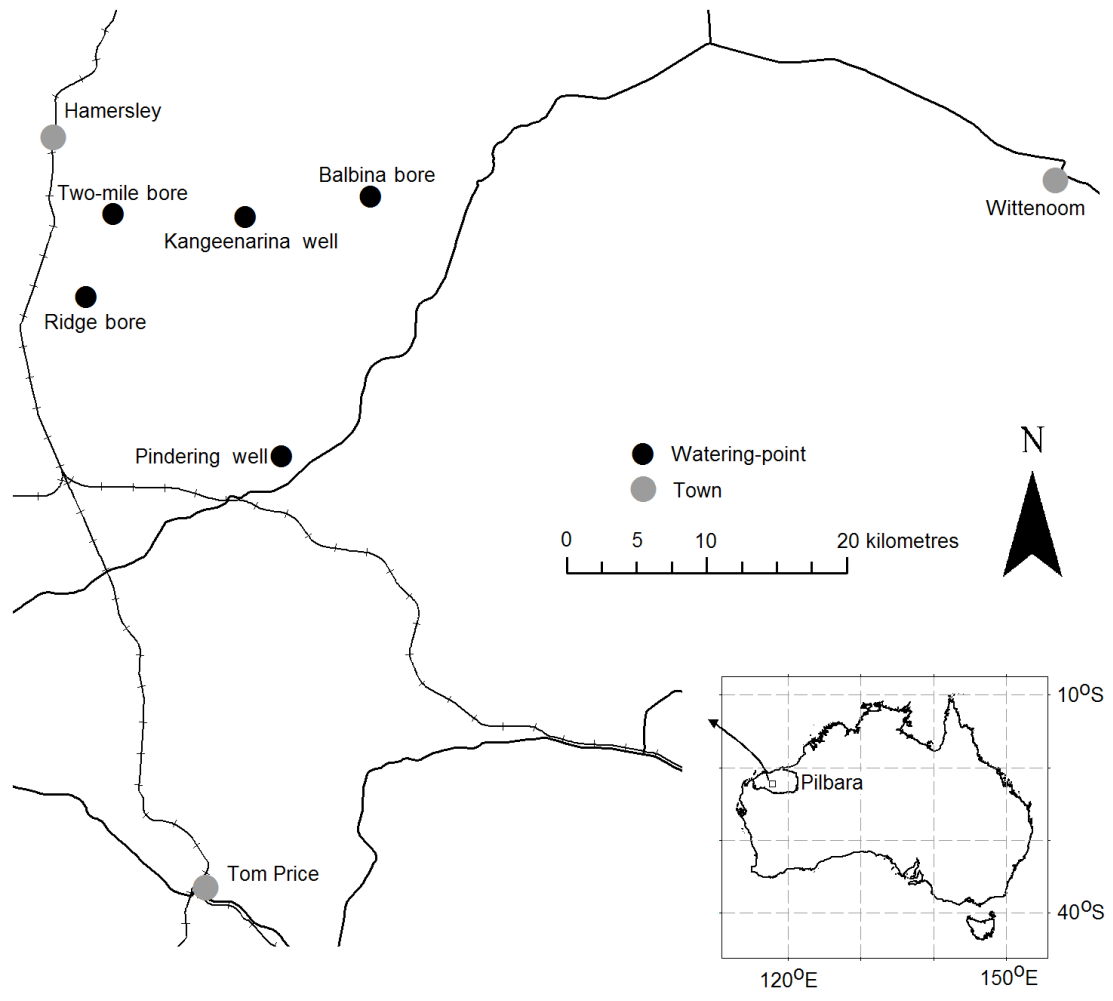 Hamersley
Balbina bore
Two-mile bore
Wittenoom
Kangeenarina well
Ridge bore
N
Pindering well
Watering-point
Town
0 5 10 20 kilometres
10°S
Pilbara
Tom Price
40°S
120°E 150°E